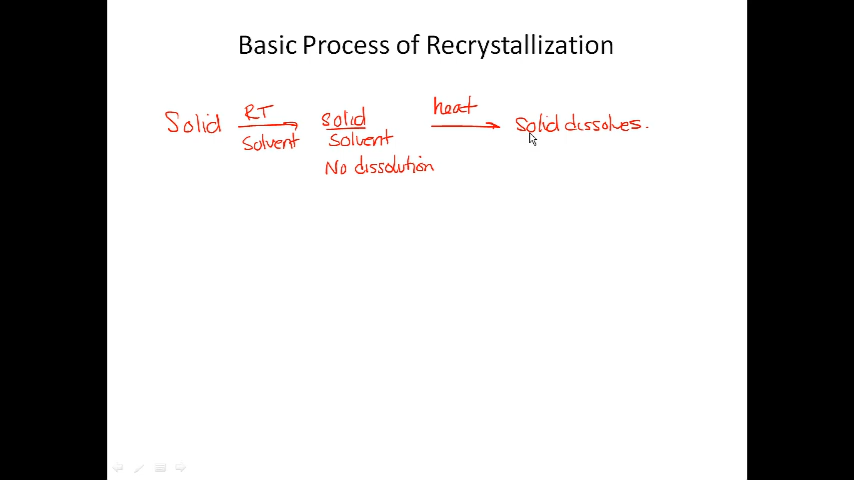 Basic Process of Recrystallization
Solid RT solid heat Solid dissolves.
Solvent Solvent
No dissolution